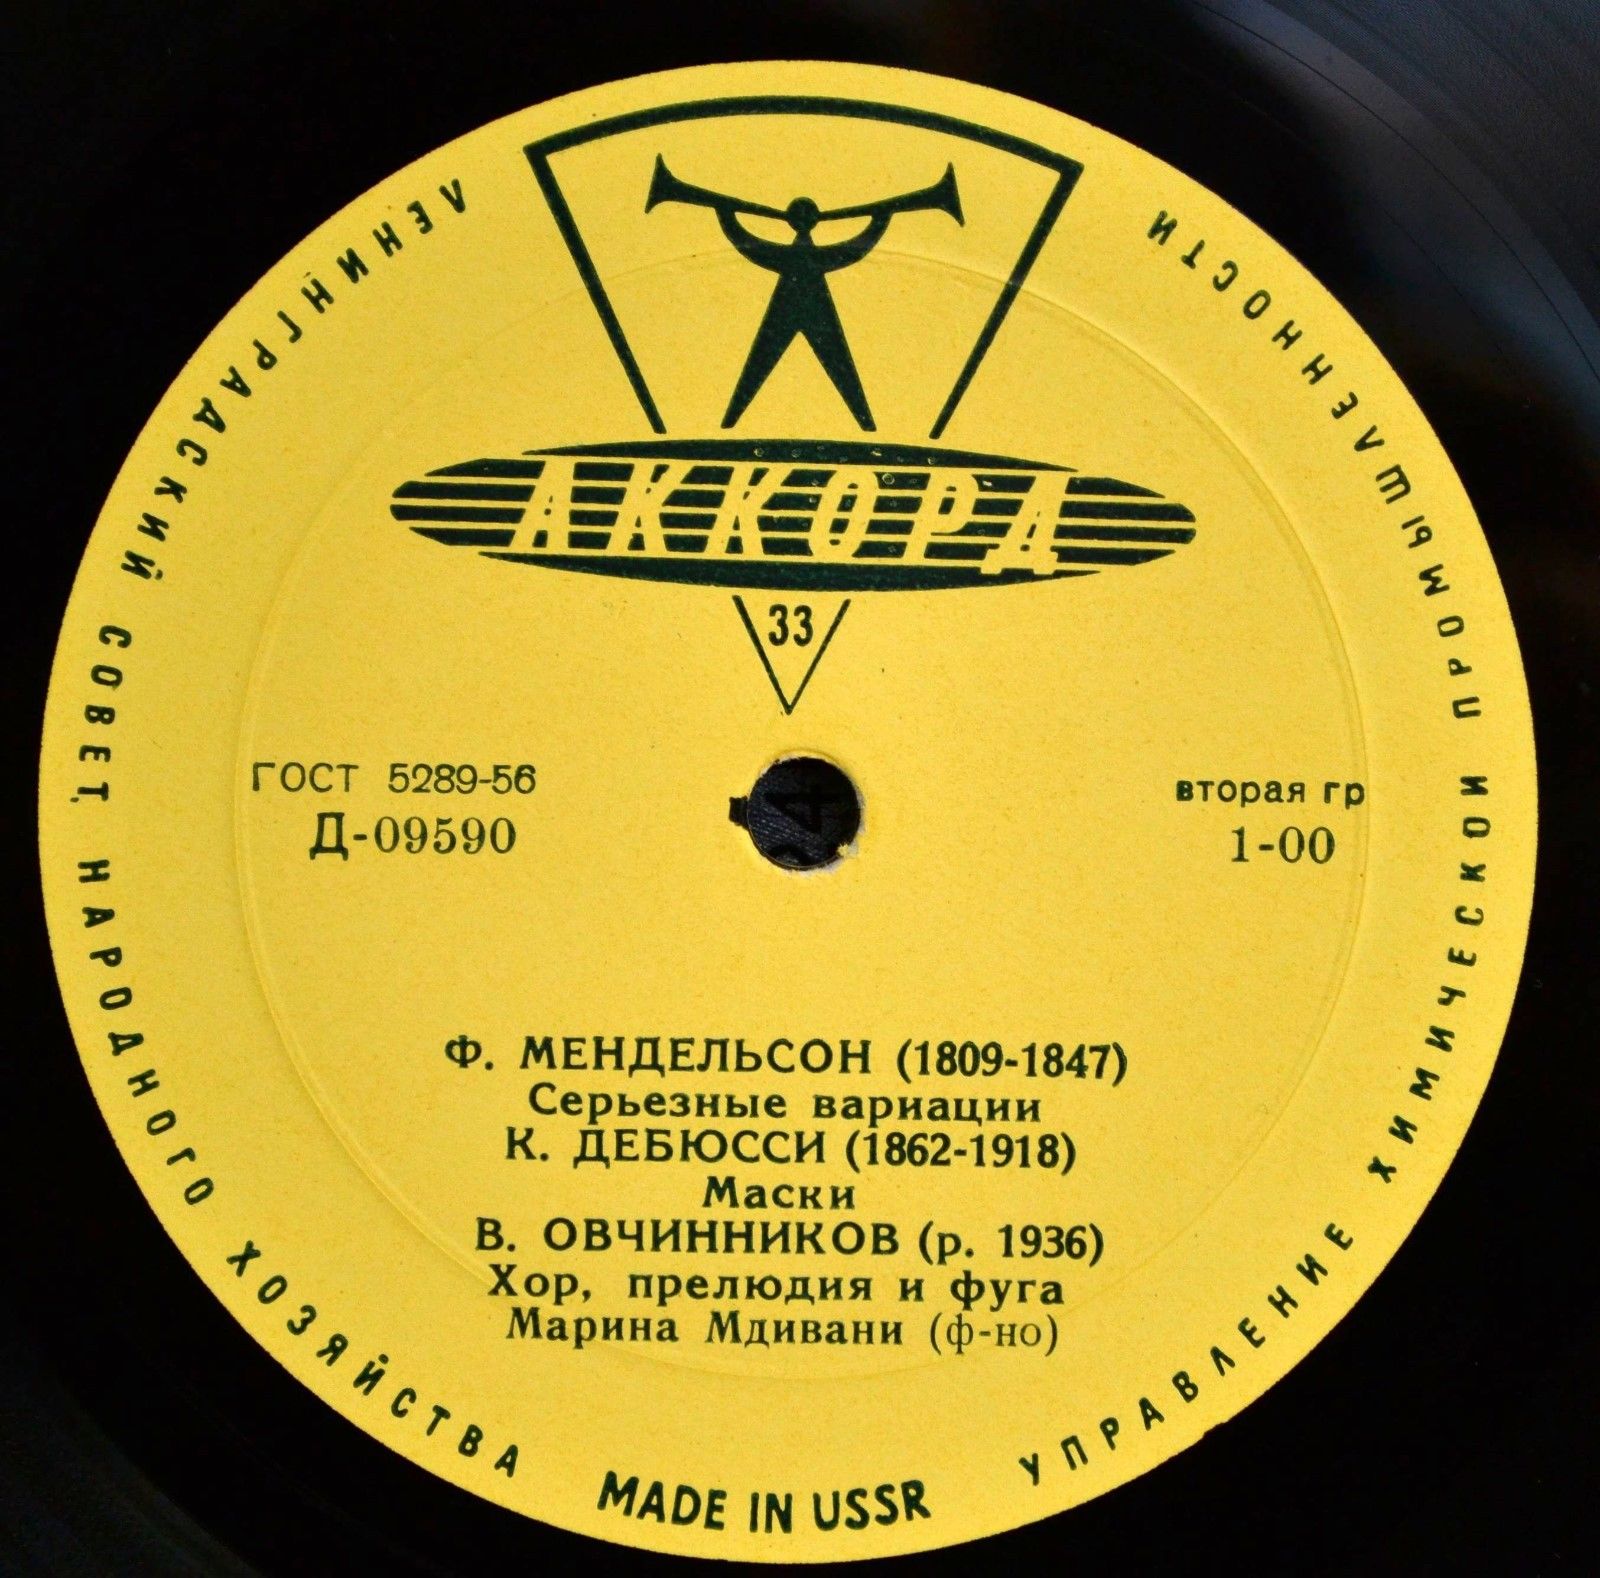 ЛЕНИНГРАДСКИЙ СОВЕТ НАРОДНОГО ХОЗЯЙСТВА
УПРАВЛЕНИЕ ХИМИЧЕСКОЙ ПРОМЫШЛЕННОСТИ
АККОРД
33
ГОСТ 5289-56
Д-09590
вторая гр
1-00
Ф. МЕНДЕЛЬСОН (1809-1847)
Серьезные вариации
К. ДЕБЮССИ (1862-1918)
Маски
В. ОВЧИННИКОВ (р. 1936)
Хор, прелюдия и фуга
Марина Мдивани (ф-но)
MADE IN USSR